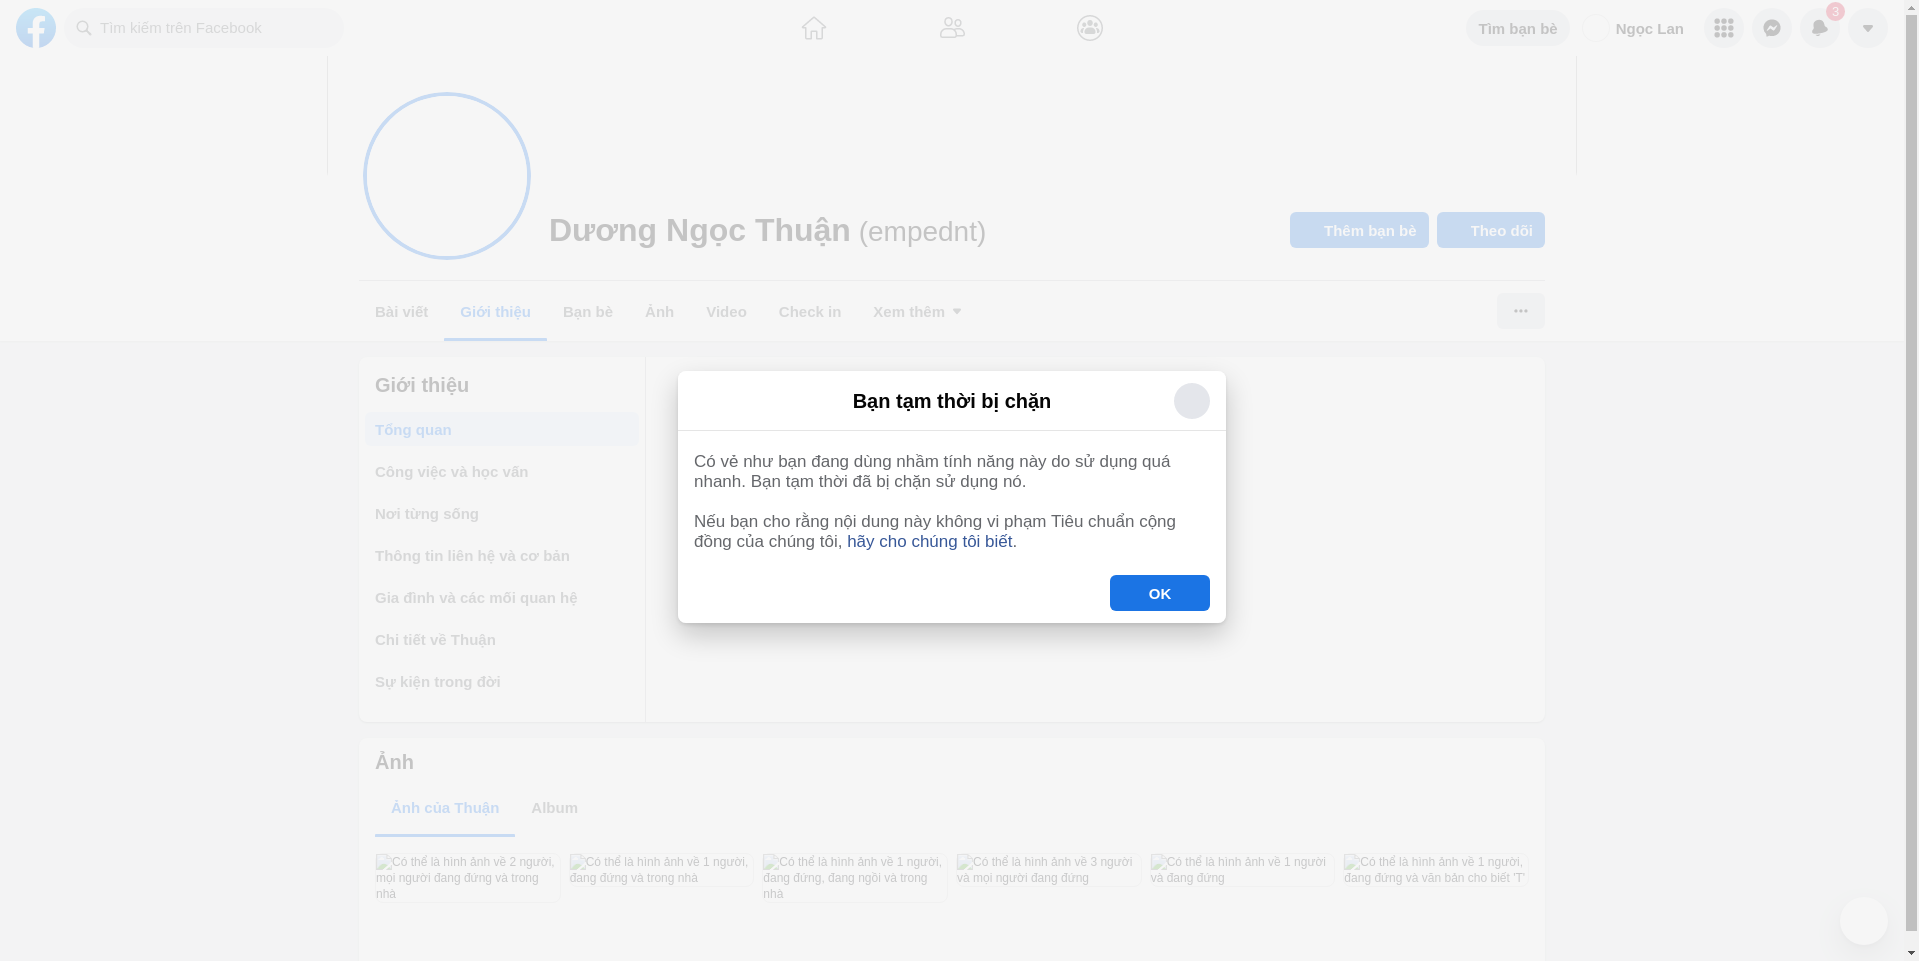 Tìm kiếm trên Facebook
Tìm bạn bè
Ngọc Lan
3
Dương Ngọc Thuận (empednt)
Thêm bạn bè
Theo dõi
Bài viết
Giới thiệu
Bạn bè
Ảnh
Video
Check in
Xem thêm
Giới thiệu
Tổng quan
Công việc và học vấn
Nơi từng sống
Thông tin liên hệ và cơ bản
Gia đình và các mối quan hệ
Chi tiết về Thuận
Sự kiện trong đời
Bạn tạm thời bị chặn
Có vẻ như bạn đang dùng nhầm tính năng này do sử dụng quá
nhanh. Bạn tạm thời đã bị chặn sử dụng nó.
Nếu bạn cho rằng nội dung này không vi phạm Tiêu chuẩn cộng
đồng của chúng tôi, hãy cho chúng tôi biết.
OK
Ảnh
Ảnh của Thuận
Album
Có thể là hình ảnh về 2 người,
mọi người đang đứng và trong
nhà
Có thể là hình ảnh về 1 người,
đang đứng và trong nhà
Có thể là hình ảnh về 1 người,
đang đứng, đang ngồi và trong
nhà
Có thể là hình ảnh về 3 người
và mọi người đang đứng
Có thể là hình ảnh về 1 người
và đang đứng
Có thể là hình ảnh về 1 người,
đang đứng và văn bản cho biết 'T'